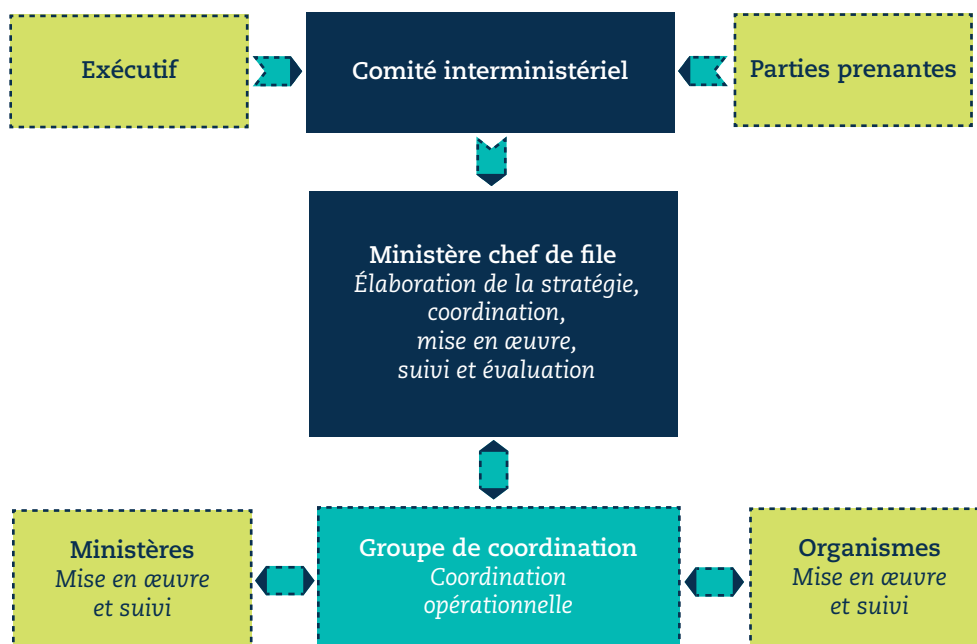 Exécutif
Comité interministériel
Parties prenantes
Ministère chef de file
Élaboration de la stratégie,
coordination,
mise en œuvre,
suivi et évaluation
Ministères
Mise en œuvre
et suivi
Groupe de coordination
Coordination
opérationnelle
Organismes
Mise en œuvre
et suivi